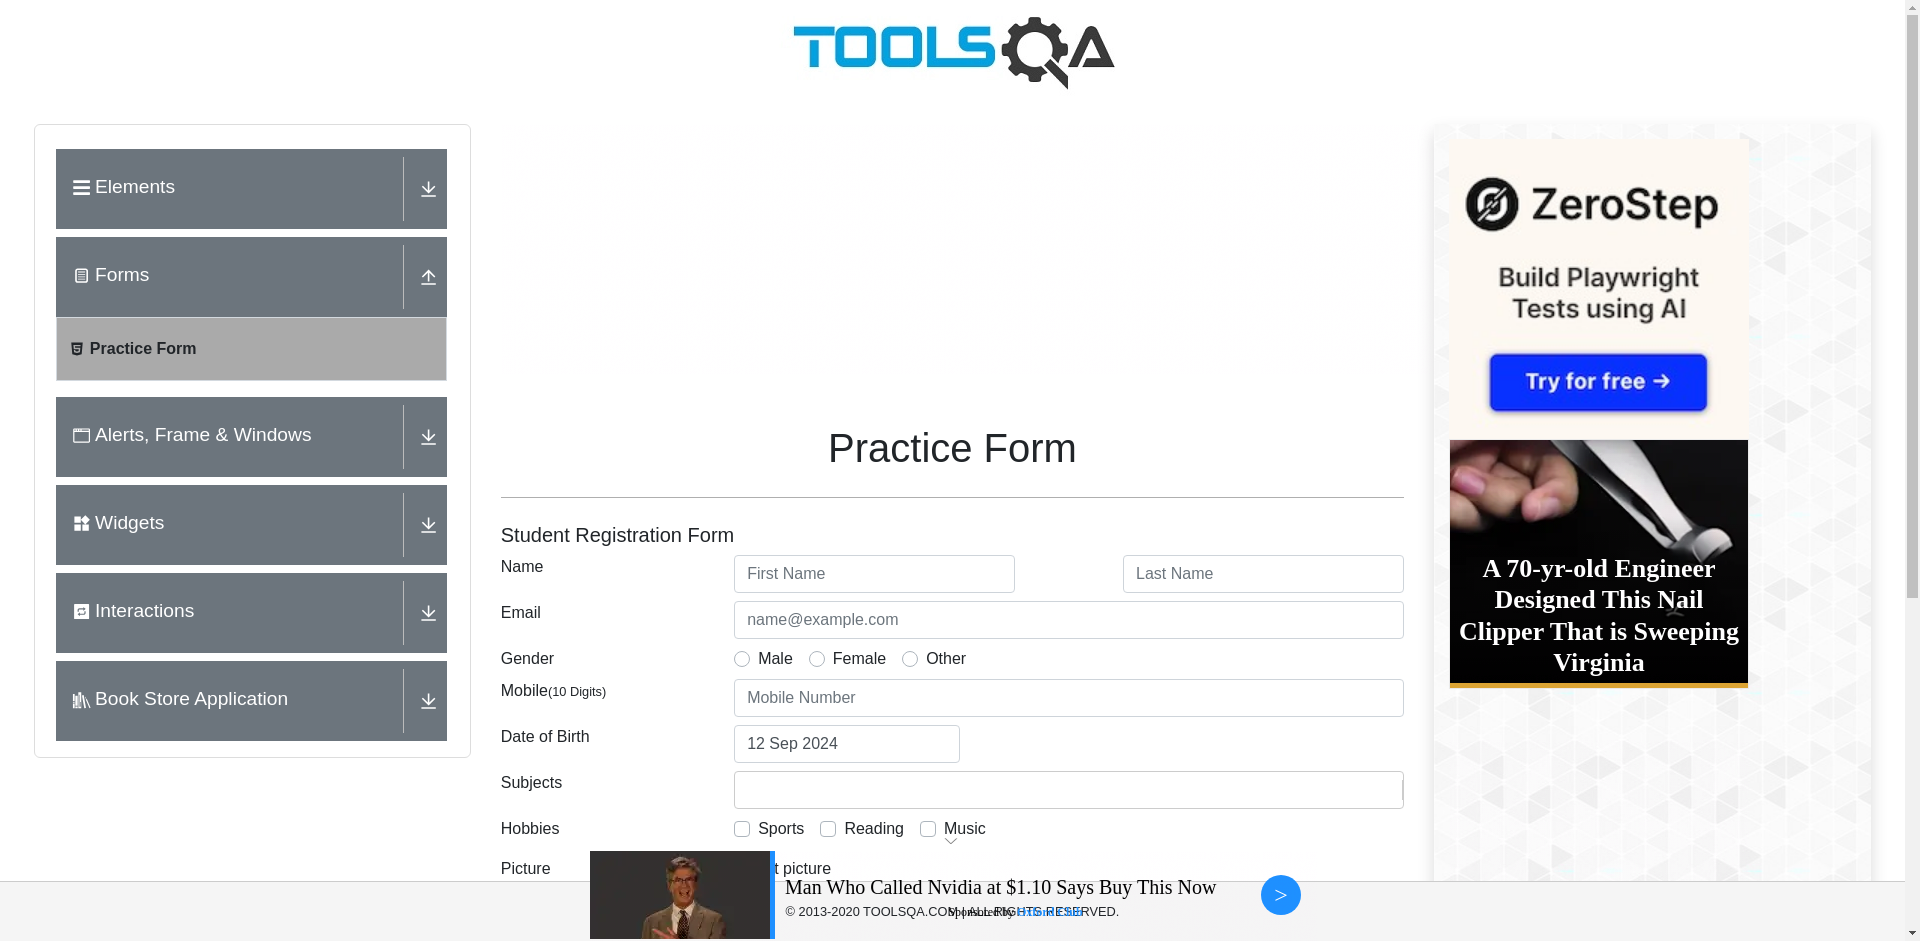 TOOLSQA
Elements
Forms
Practice Form
Alerts, Frame & Windows
Widgets
Interactions
Book Store Application
Practice Form
Student Registration Form
Name
First Name
Last Name
Email
name@example.com
Gender
Male
Female
Other
Mobile(10 Digits)
Mobile Number
Date of Birth
12 Sep 2024
Subjects
Hobbies
Sports
Reading
Music
Picture
t picture
ZeroStep
Build Playwright
Tests using AI
Try for free →
A 70-yr-old Engineer
Designed This Nail
Clipper That is Sweeping
Virginia
Man Who Called Nvidia at $1.10 Says Buy This Now
>
© 2013-2020 TOOLSQA.COM | ALL RIGHTS RESERVED.